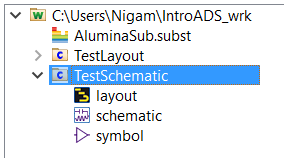 C:\Users\Nigam\IntroADS_wrk
AluminaSub.subst
TestLayout
TestSchematic
layout
schematic
symbol